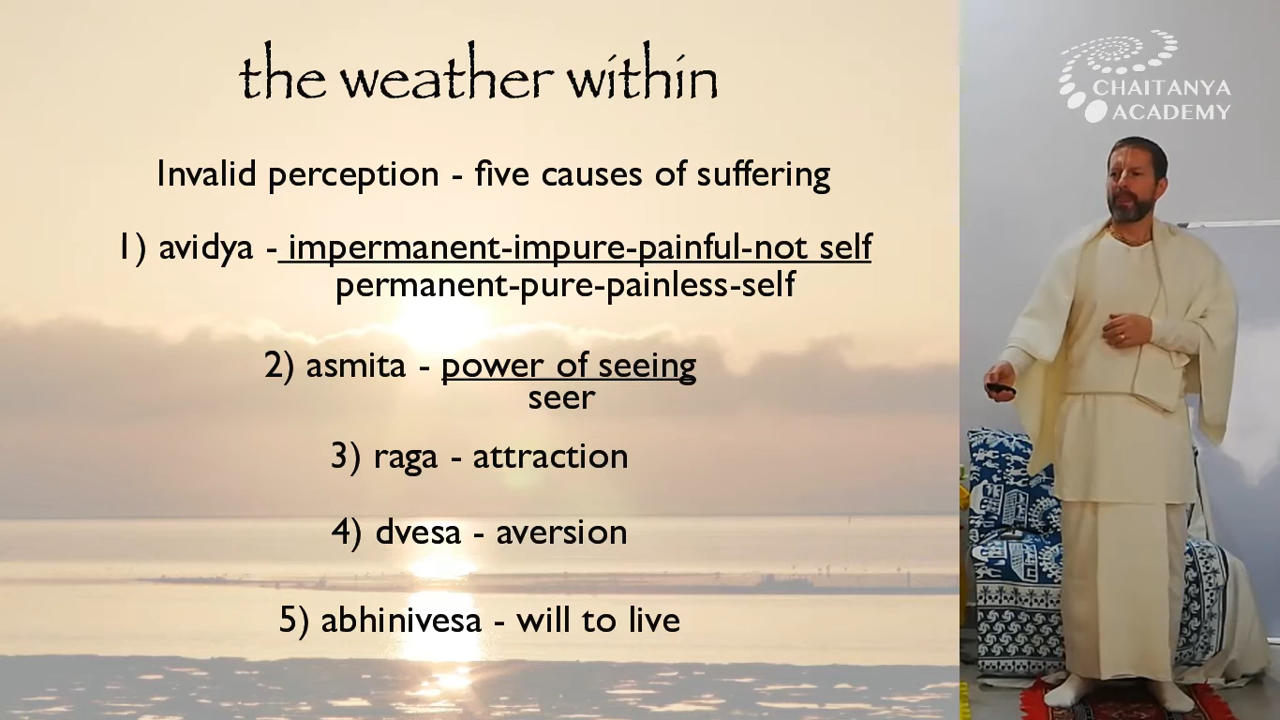 the weather within
Invalid perception - five causes of suffering
1) avidya - impermanent-impure-painful-not self
permanent-pure-painless-self
2) asmita - power of seeing
seer
3) raga - attraction
4) dvesa - aversion
5) abhinivesa - will to live
CHAITANYA
ACADEMY